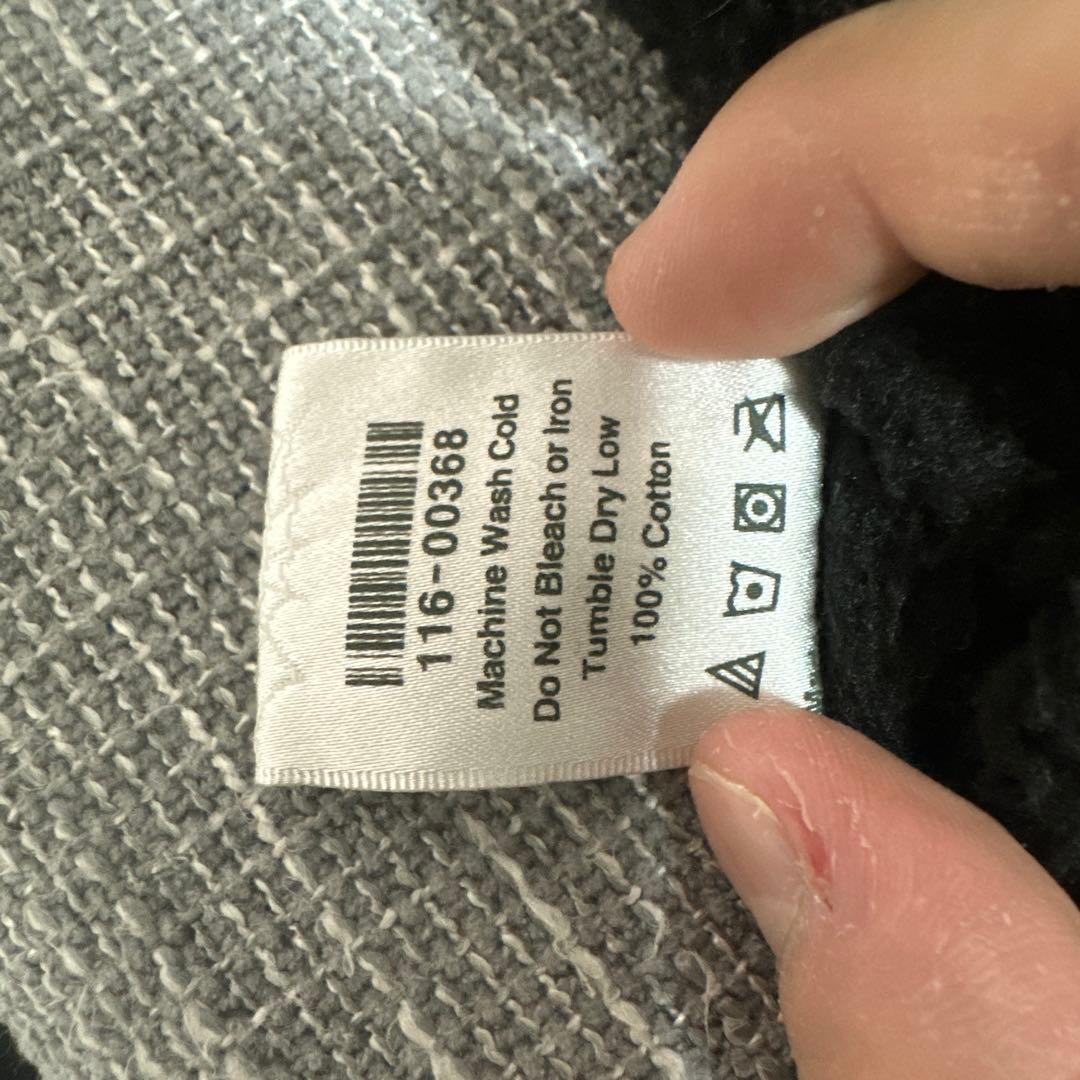 116-00368
Machine Wash Cold
Do Not Bleach or Iron
Tumble Dry Low
100% Cotton